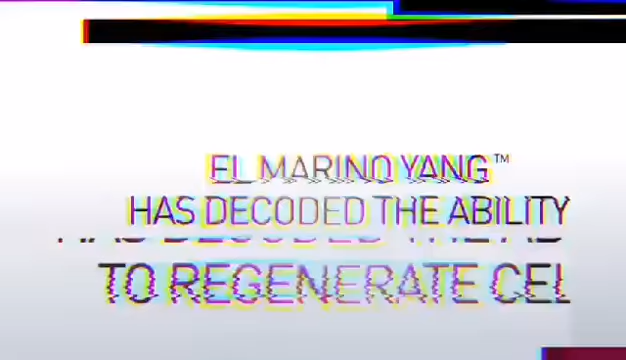 EL MARINO YANG™
HAS DECODED THE ABILITY
TO REGENERATE CEL